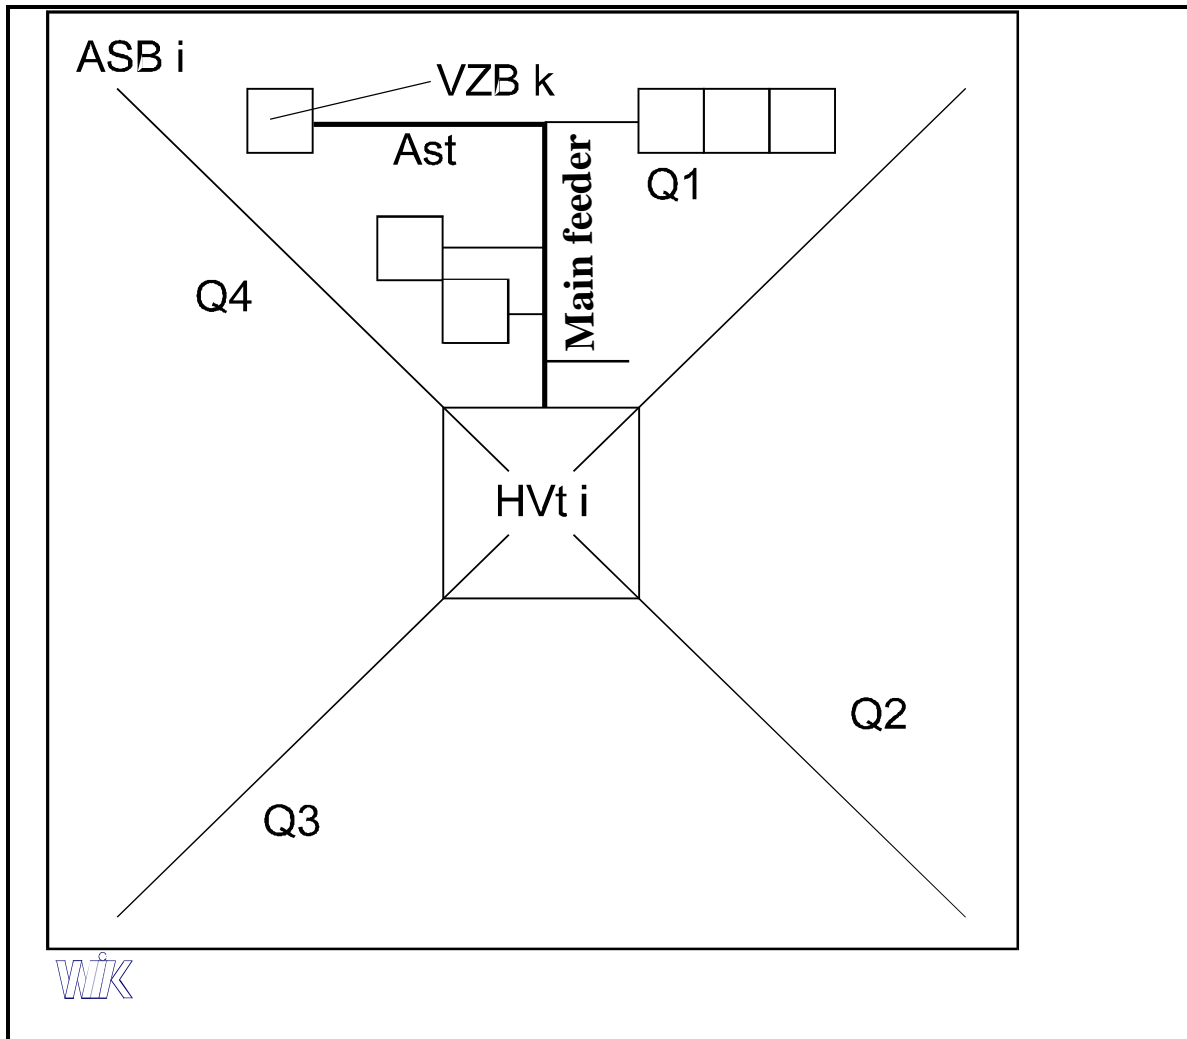 ASB i
VZB k
Ast
Main feeder
Q1
Q4
HVt i
Q2
Q3
WiK